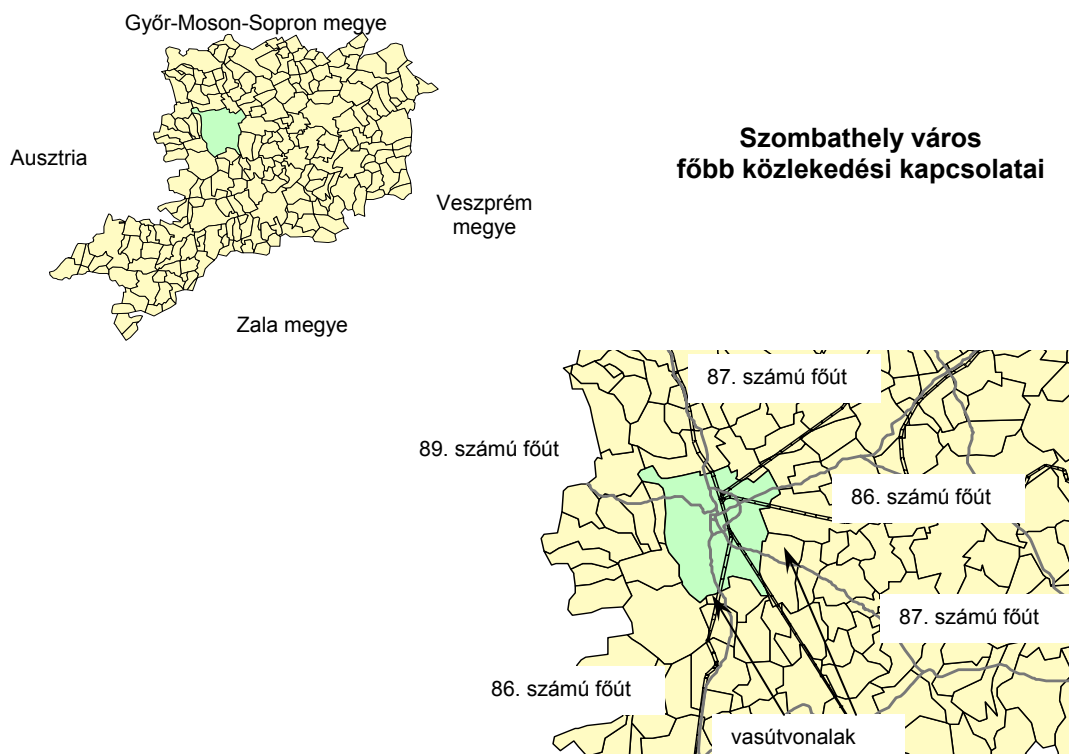 Győr-Moson-Sopron megye
Ausztria
Szombathely város
főbb közlekedési kapcsolatai
Veszprém
megye
Zala megye
87. számú főút
89. számú főút
86. számú főút
87. számú főút
86. számú főút
vasútvonalak